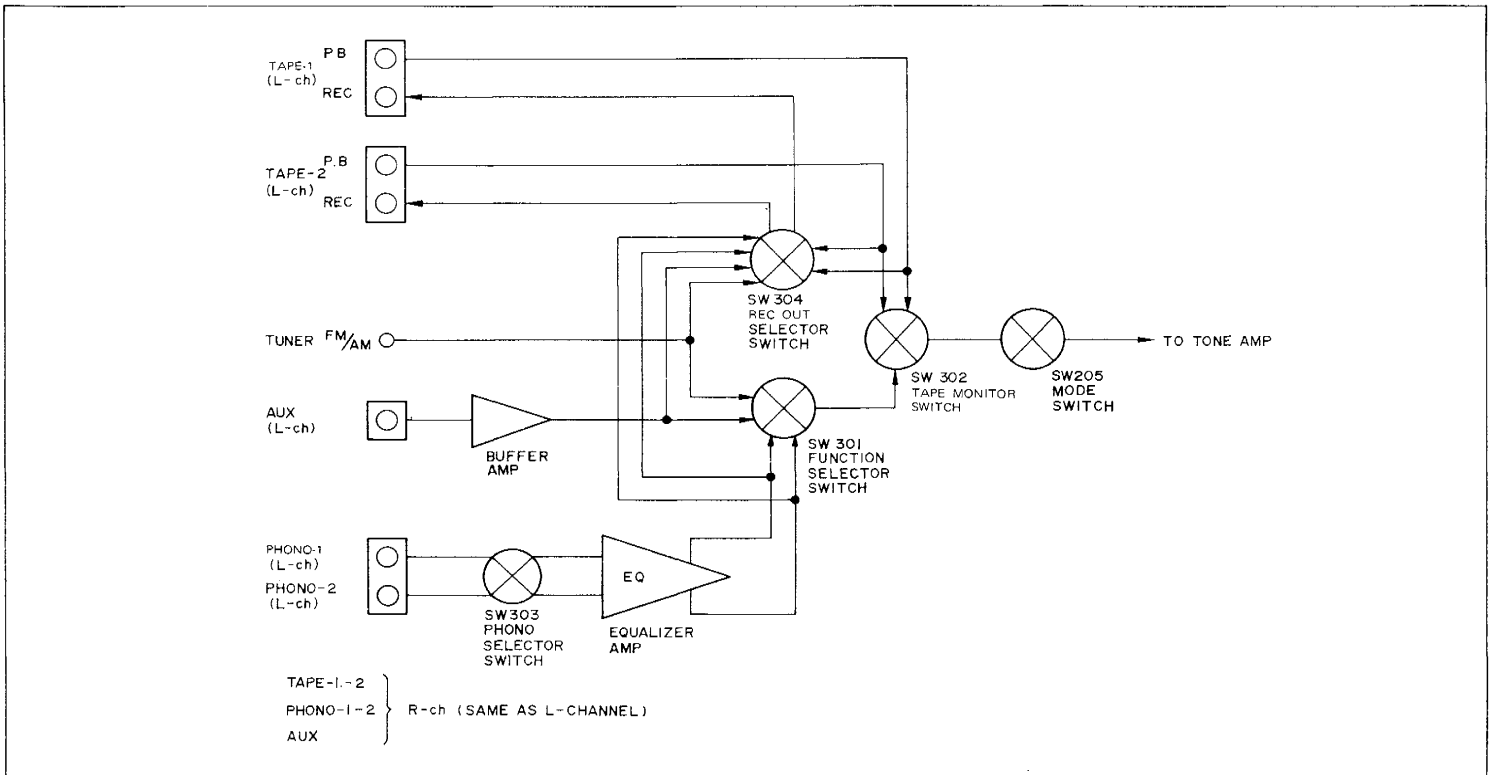 TAPE-1 P B
(L-ch)
REC
TAPE-2 P.B
(L-ch)
REC
SW 304
REC OUT
SELECTOR
SWITCH
TUNER FM/AM
TO TONE AMP
SW 302
TAPE MONITOR
SWITCH
SW205
MODE
SWITCH
AUX
(L-ch)
BUFFER
AMP
SW 301
FUNCTION
SELECTOR
SWITCH
PHONO-1
(L-ch)
PHONO-2
(L-ch)
EQ
SW303
PHONO
SELECTOR
SWITCH
EQUALIZER
AMP
TAPE-1.-2
PHONO-1-2
AUX
R-ch (SAME AS L-CHANNEL)